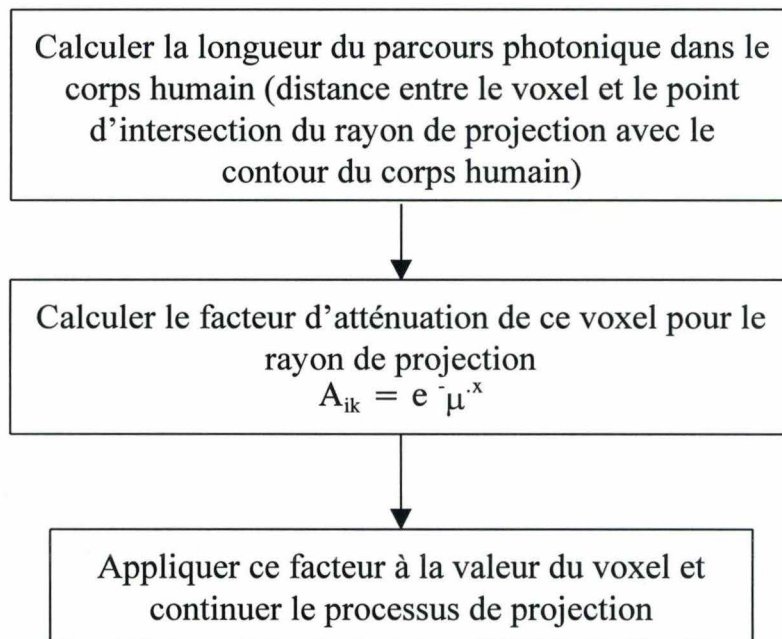 Calculer la longueur du parcours photonique dans le
corps humain (distance entre le voxel et le point
d'intersection du rayon de projection avec le
contour du corps humain)
Calculer le facteur d'atténuation de ce voxel pour le
rayon de projection
A_ik = e ^-μ^.x
Appliquer ce facteur à la valeur du voxel et
continuer le processus de projection